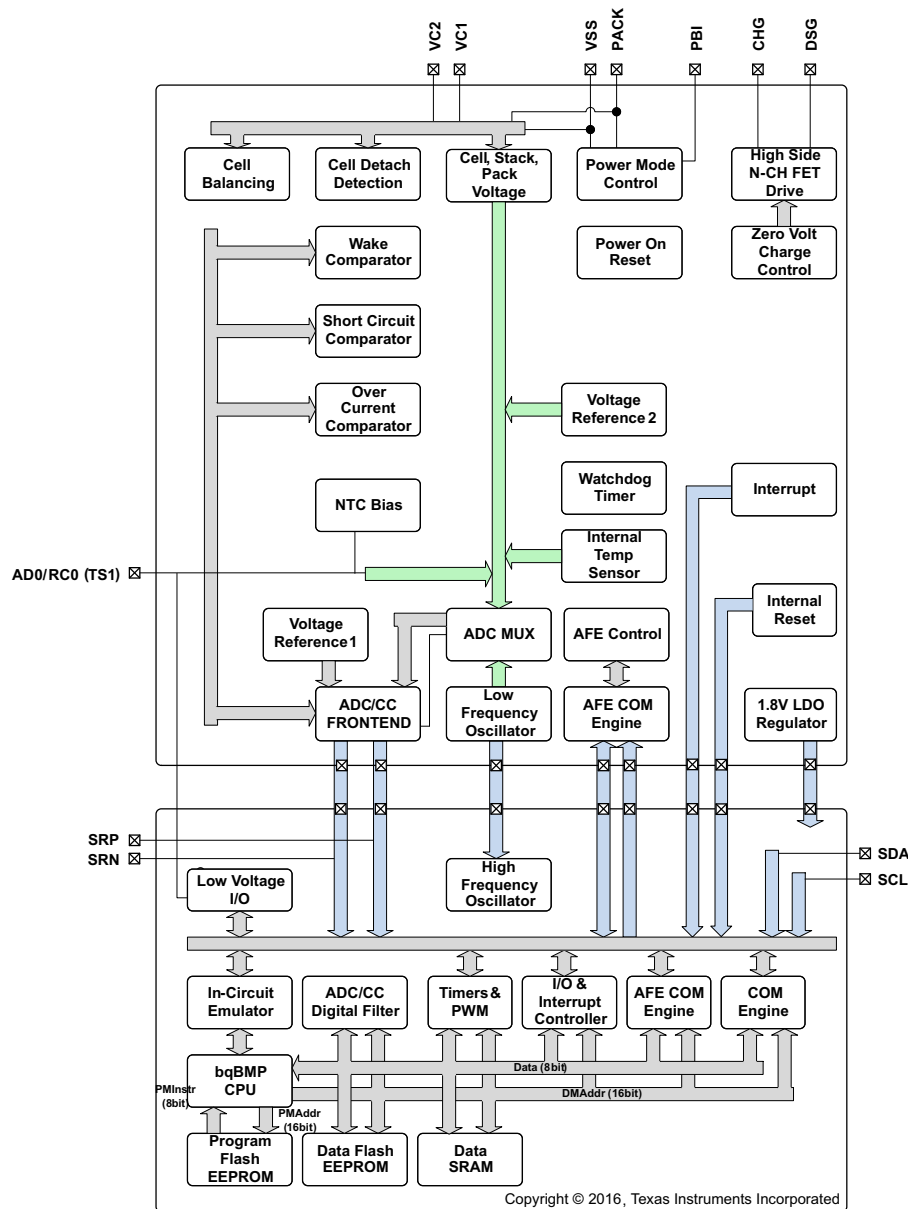 VC2
VC1
VSS
PACK
PBI
CHG
DSG
Cell
Balancing
Cell Detach
Detection
Cell, Stack,
Pack
Voltage
Power Mode
Control
High Side
N-CH FET
Drive
Wake
Comparator
Power On
Reset
Zero Volt
Charge
Control
Short Circuit
Comparator
Over
Current
Comparator
Voltage
Reference 2
NTC Bias
Watchdog
Timer
Interrupt
AD0/RC0 (TS1)
Internal
Temp
Sensor
Voltage
Reference 1
ADC MUX
AFE Control
Internal
Reset
ADC/CC
FRONTEND
Low
Frequency
Oscillator
AFE COM
Engine
1.8V LDO
Regulator
SRP
SRN
SDA
SCL
Low Voltage
I/O
High
Frequency
Oscillator
In-Circuit
Emulator
ADC/CC
Digital Filter
Timers &
PWM
I/O &
Interrupt
Controller
AFE COM
Engine
COM
Engine
bqBMP
CPU
Data (8bit)
PMInstr
(8bit)
DMAddr (16bit)
PMAddr
(16bit)
Program
Flash
EEPROM
Data Flash
EEPROM
Data
SRAM
Copyright © 2016, Texas Instruments Incorporated